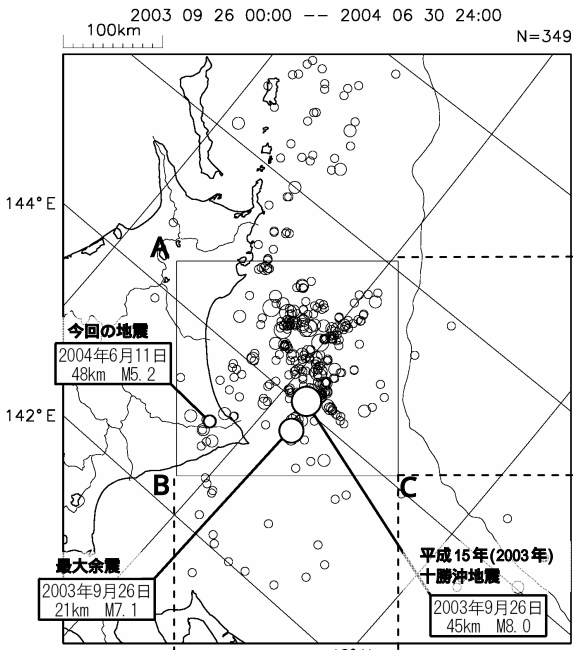 2003 09 26 00:00 -- 2004 06 30 24:00
100km
N=349
144°E
A
今回の地震
2004年6月11日
48km M5.2
142°E
B
C
最大余震
2003年9月26日
21km M7.1
平成15年(2003年)
十勝沖地震
2003年9月26日
45km M8.0